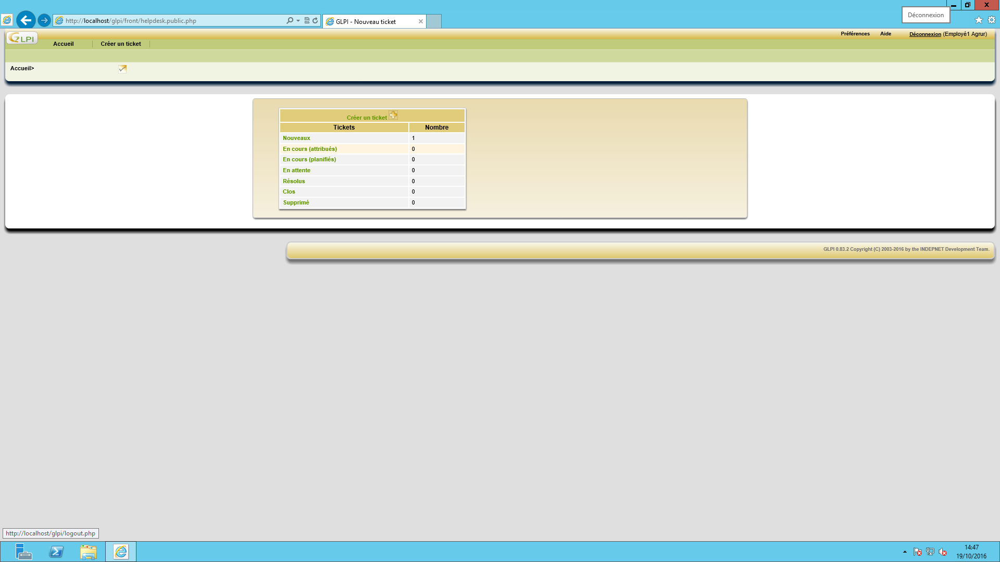 http://localhost/glpi/front/helpdesk.public.php
GLPI - Nouveau ticket
Déconnexion
GLPI
Préférences
Aide
Déconnexion (Employé1 Agrur)
Accueil
Créer un ticket
Accueil>
Créer un ticket
Tickets Nombre
Nouveaux 1
En cours (attribués) 0
En cours (planifiés) 0
En attente 0
Résolus 0
Clos 0
Supprimé 0
GLPI 0.83.2 Copyright (C) 2003-2016 by the INDEPNET Development Team.
http://localhost/glpi/logout.php
14:47
19/10/2016